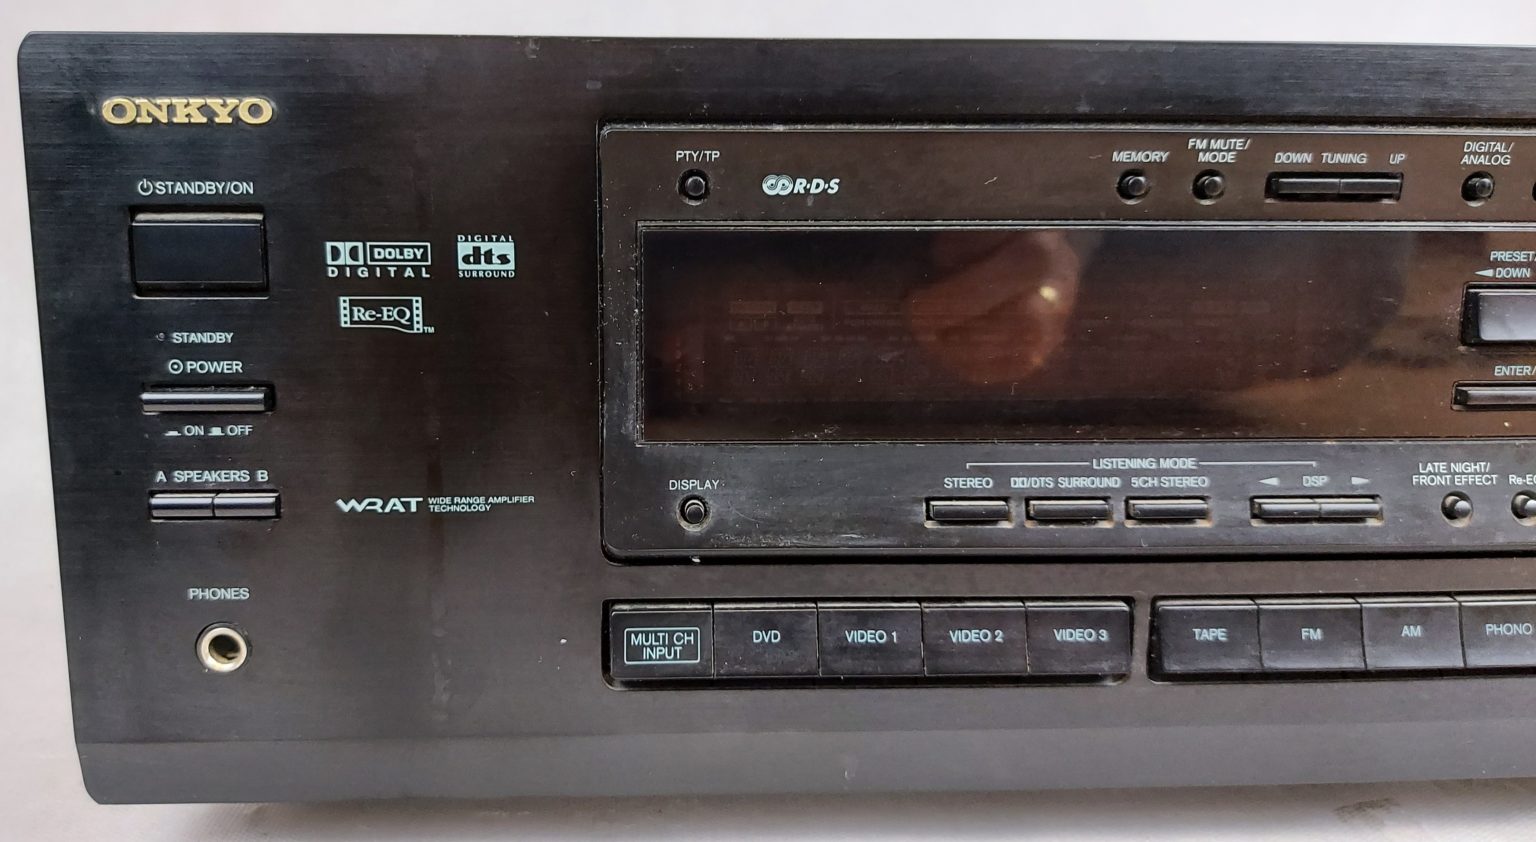 ONKYO
STANDBY/ON
DOLBY
DIGITAL
DIGITAL
dts
SURROUND
Re-EQ
TM
STANDBY
POWER
ON OFF
A SPEAKERS B
WRAT WIDE RANGE AMPLIFIER
TECHNOLOGY
PHONES
PTY/TP
R·D·S
MEMORY
FM MUTE/
MODE
DOWN TUNING UP
DIGITAL/
ANALOG
PRESET/
DOWN
ENTER/
DISPLAY
LISTENING MODE
STEREO
/DTS SURROUND
5CH STEREO
DSP
LATE NIGHT/
FRONT EFFECT
Re-EQ
MULTI CH
INPUT
DVD
VIDEO 1
VIDEO 2
VIDEO 3
TAPE
FM
AM
PHONO